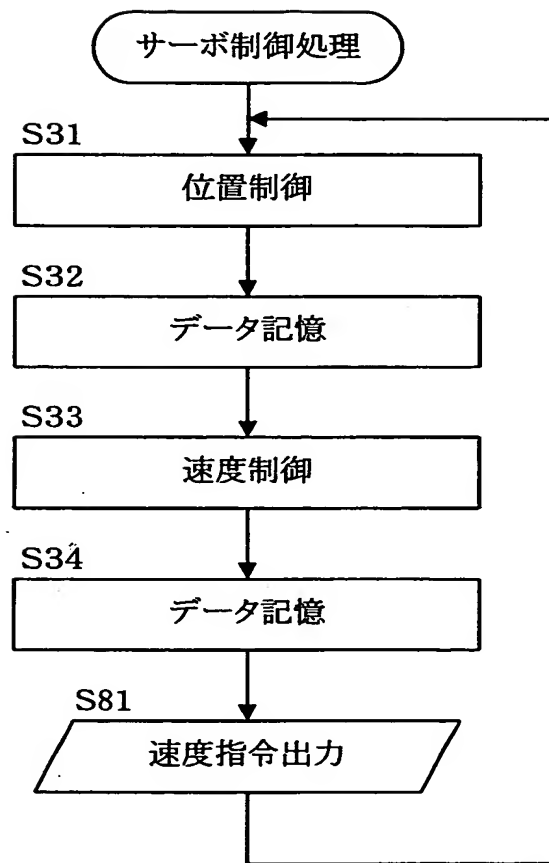 サーボ制御処理
S31
位置制御
S32
データ記憶
S33
速度制御
S34
データ記憶
S81
速度指令出力